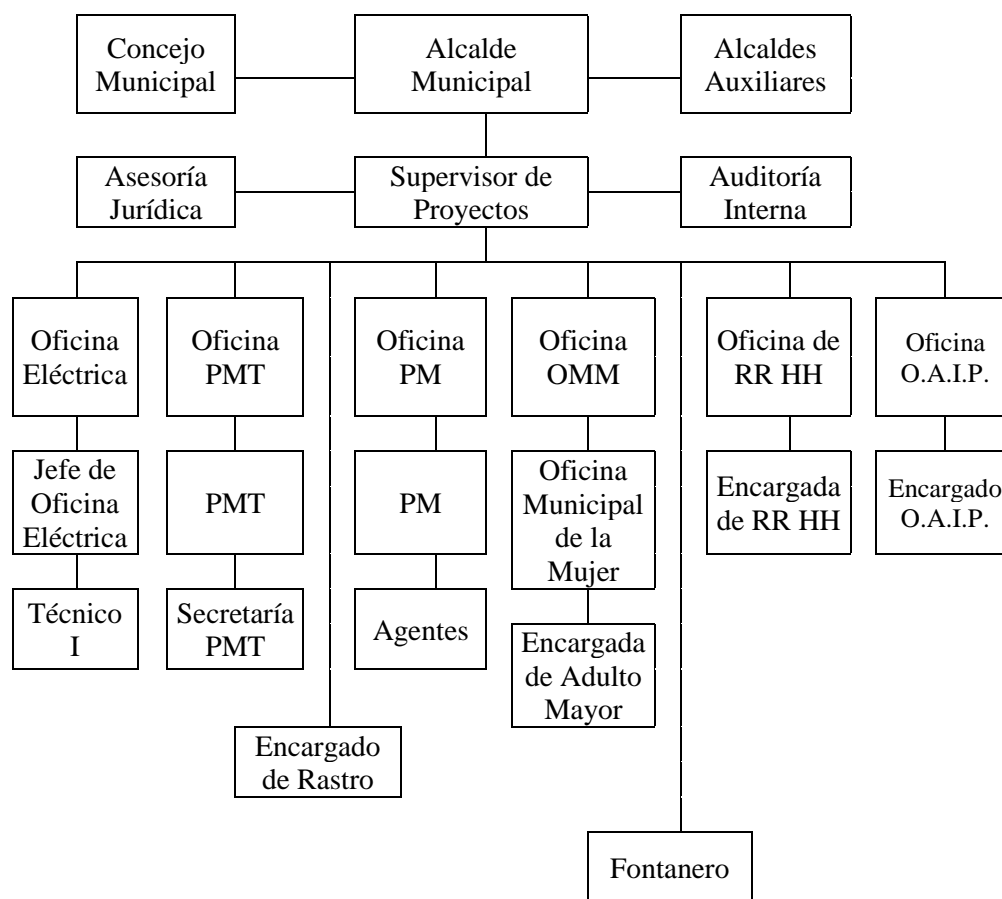 Concejo
Municipal
Alcalde
Municipal
Alcaldes
Auxiliares
Asesoría
Jurídica
Supervisor de
Proyectos
Auditoría
Interna
Oficina
Eléctrica
Oficina
PMT
Oficina
PM
Oficina
OMM
Oficina de
RR HH
Oficina
O.A.I.P.
Jefe de
Oficina
Eléctrica
PMT
PM
Oficina
Municipal
de la
Mujer
Encargada
de RR HH
Encargado
O.A.I.P.
Técnico
I
Secretaría
PMT
Agentes
Encargada
de Adulto
Mayor
Encargado
de Rastro
Fontanero